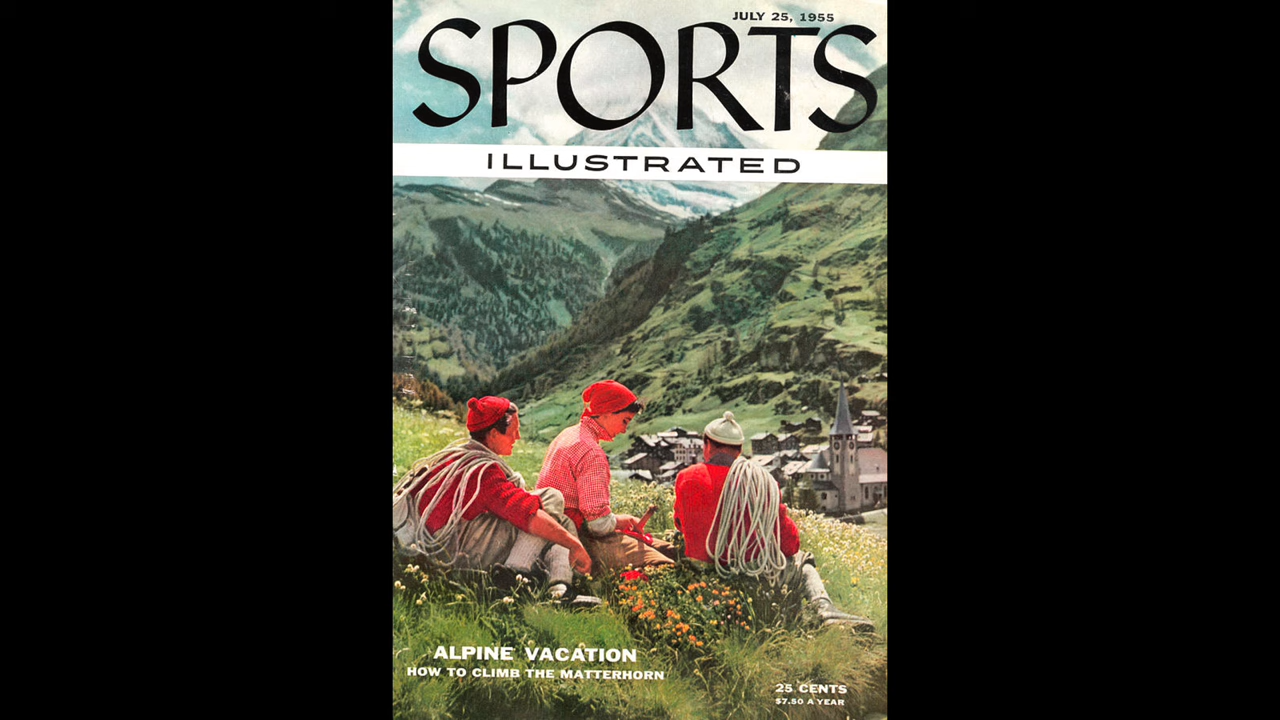 JULY 25, 1955
SPORTS
ILLUSTRATED
ALPINE VACATION
HOW TO CLIMB THE MATTERHORN
25 CENTS
$7.50 A YEAR